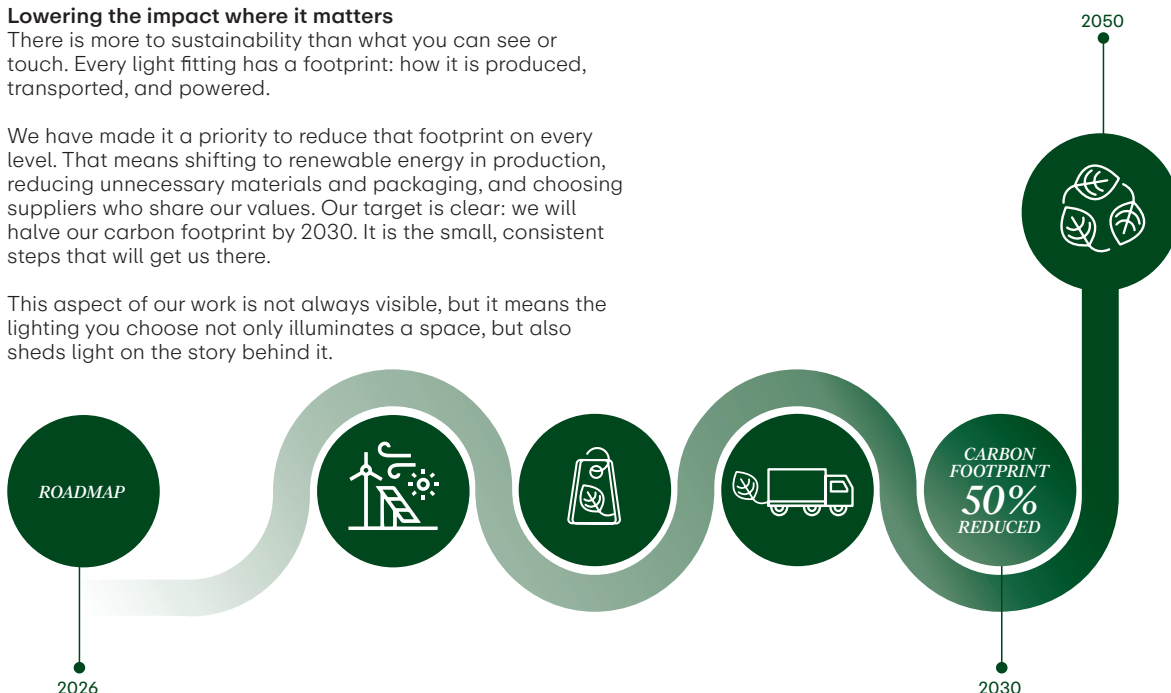 Lowering the impact where it matters
There is more to sustainability than what you can see or
touch. Every light fitting has a footprint: how it is produced,
transported, and powered.
We have made it a priority to reduce that footprint on every
level. That means shifting to renewable energy in production,
reducing unnecessary materials and packaging, and choosing
suppliers who share our values. Our target is clear: we will
halve our carbon footprint by 2030. It is the small, consistent
steps that will get us there.
This aspect of our work is not always visible, but it means the
lighting you choose not only illuminates a space, but also
sheds light on the story behind it.
2050
ROADMAP
CARBON
FOOTPRINT
50%
REDUCED
2026
2030